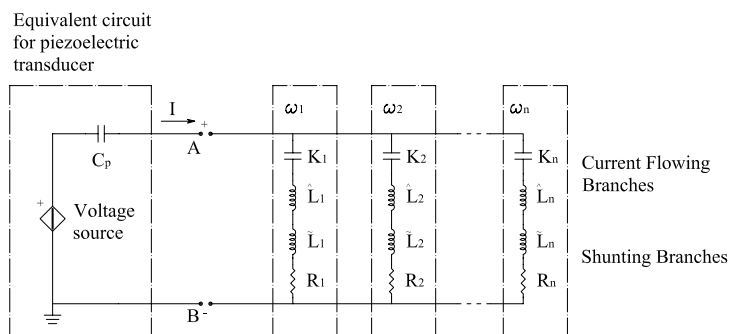 Equivalent circuit
for piezoelectric
transducer
I
+
A
Cp
+
Voltage
source
B -
ω1
K1
L̂1
L̃1
R1
ω2
K2
L̂2
L̃2
R2
ωn
Kn
L̂n
L̃n
Rn
Current Flowing
Branches
Shunting Branches